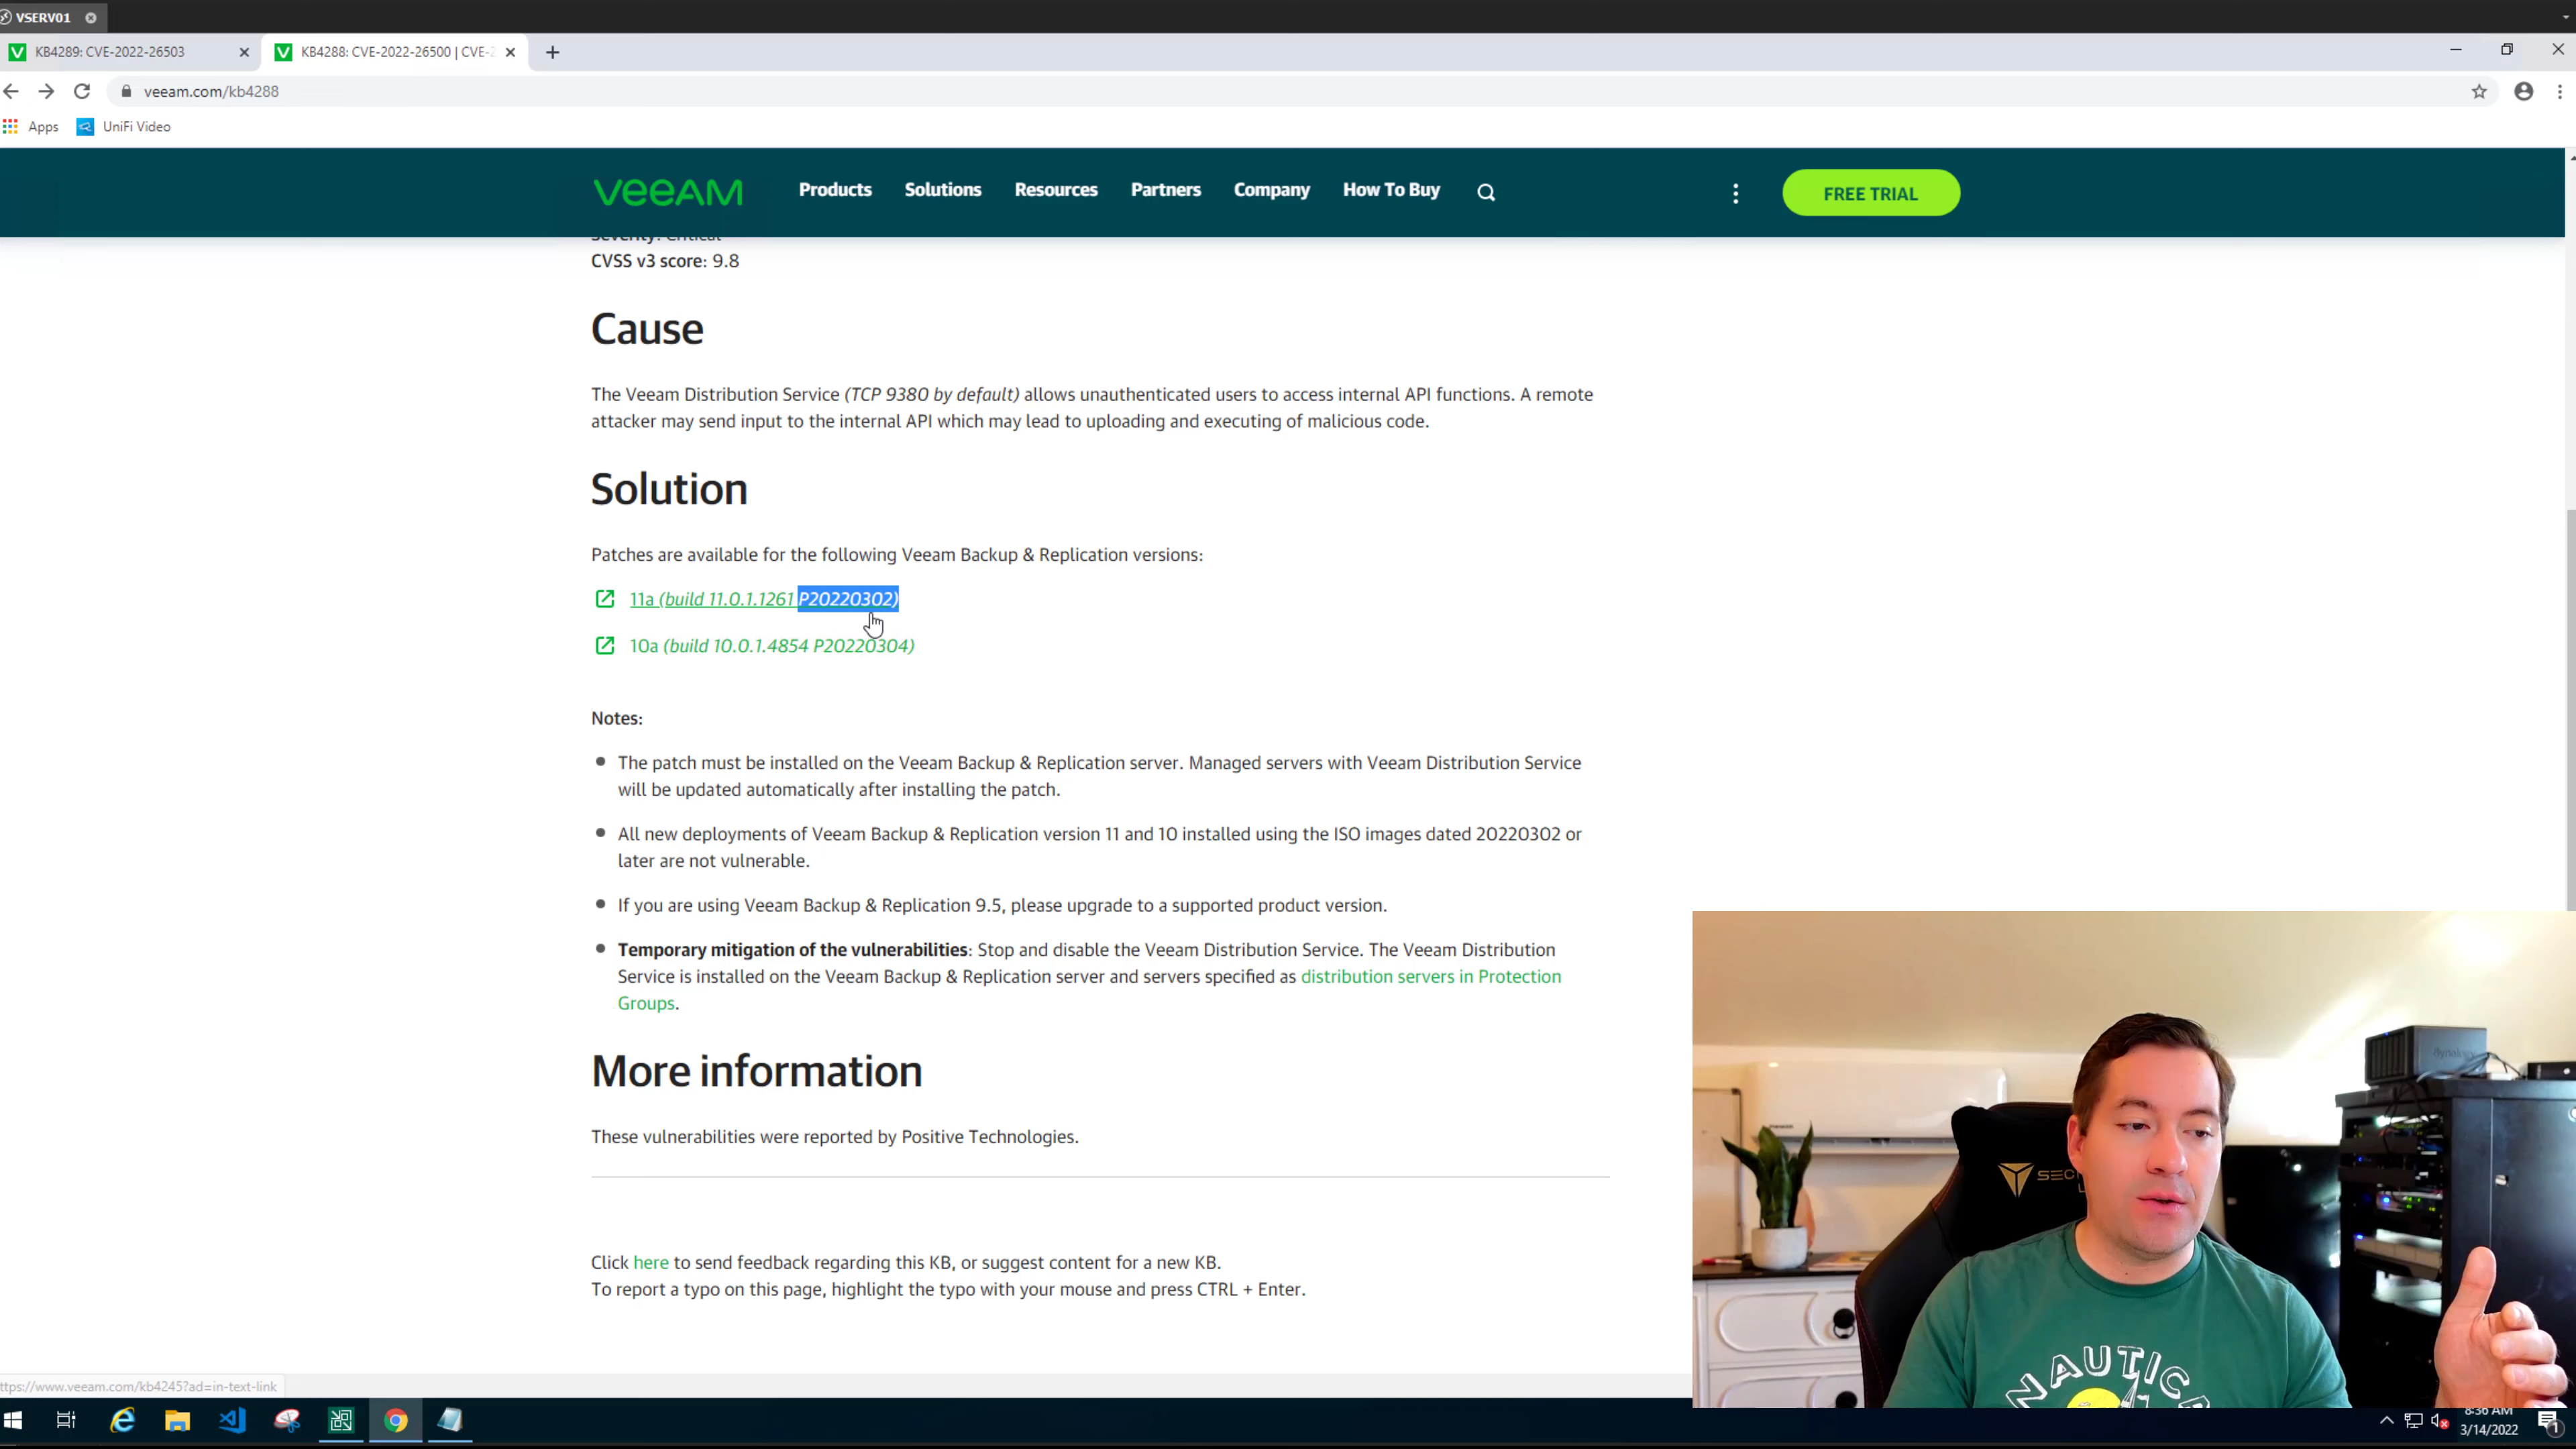 VSERV01
KB4289: CVE-2022-26503
KB4288: CVE-2022-26500 | CVE-2
veeam.com/kb4288
Apps
UniFi Video
veeam
Products
Solutions
Resources
Partners
Company
How To Buy
FREE TRIAL
Severity: Critical
CVSS v3 score: 9.8
Cause
The Veeam Distribution Service (TCP 9380 by default) allows unauthenticated users to access internal API functions. A remote
attacker may send input to the internal API which may lead to uploading and executing of malicious code.
Solution
Patches are available for the following Veeam Backup & Replication versions:
11a (build 11.0.1.1261 P20220302)
10a (build 10.0.1.4854 P20220304)
Notes:
The patch must be installed on the Veeam Backup & Replication server. Managed servers with Veeam Distribution Service
will be updated automatically after installing the patch.
All new deployments of Veeam Backup & Replication version 11 and 10 installed using the ISO images dated 20220302 or
later are not vulnerable.
If you are using Veeam Backup & Replication 9.5, please upgrade to a supported product version.
Temporary mitigation of the vulnerabilities: Stop and disable the Veeam Distribution Service. The Veeam Distribution
Service is installed on the Veeam Backup & Replication server and servers specified as distribution servers in Protection
Groups.
More information
These vulnerabilities were reported by Positive Technologies.
Click here to send feedback regarding this KB, or suggest content for a new KB.
To report a typo on this page, highlight the typo with your mouse and press CTRL + Enter.
ttps://www.veeam.com/kb4245?ad=in-text-link
Synology
SEC
NAUTIC
8:36 AM
3/14/2022
1